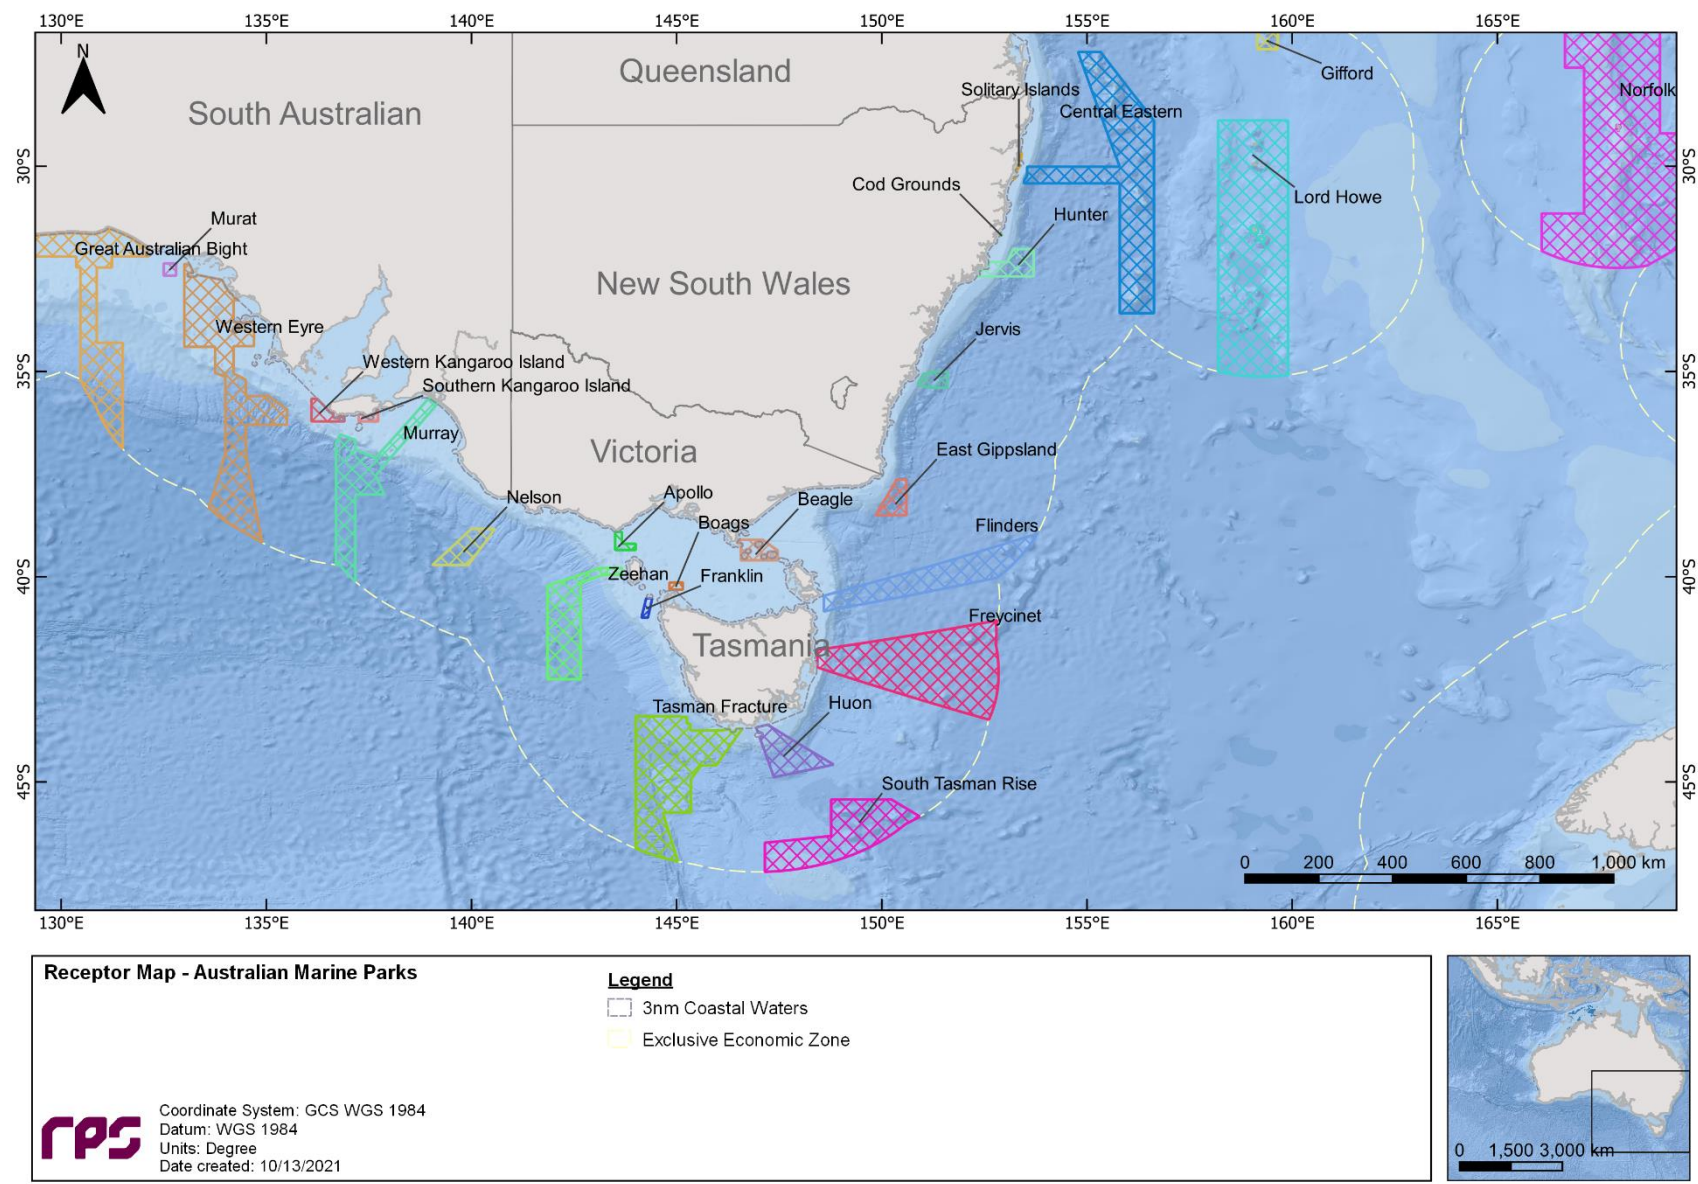 130°E 135°E 140°E 145°E 150°E 155°E 160°E 165°E
N
Queensland
Gifford
South Australian
Solitary Islands
Norfolk
Central Eastern
30°S
30°S
Cod Grounds
Lord Howe
Murat
Hunter
Great Australian Bight
New South Wales
Western Eyre
Jervis
Western Kangaroo Island
35°S
35°S
Southern Kangaroo Island
Murray
Victoria
East Gippsland
Nelson
Apollo
Beagle
Boags
Flinders
40°S
Zeehan
Franklin
40°S
Freycinet
Tasmania
Tasman Fracture
Huon
45°S
South Tasman Rise
45°S
0 200 400 600 800 1,000 km
130°E 135°E 140°E 145°E 150°E 155°E 160°E 165°E
Receptor Map - Australian Marine Parks
Legend
3nm Coastal Waters
Exclusive Economic Zone
rps
Coordinate System: GCS WGS 1984
Datum: WGS 1984
Units: Degree
Date created: 10/13/2021
0 1,500 3,000 km